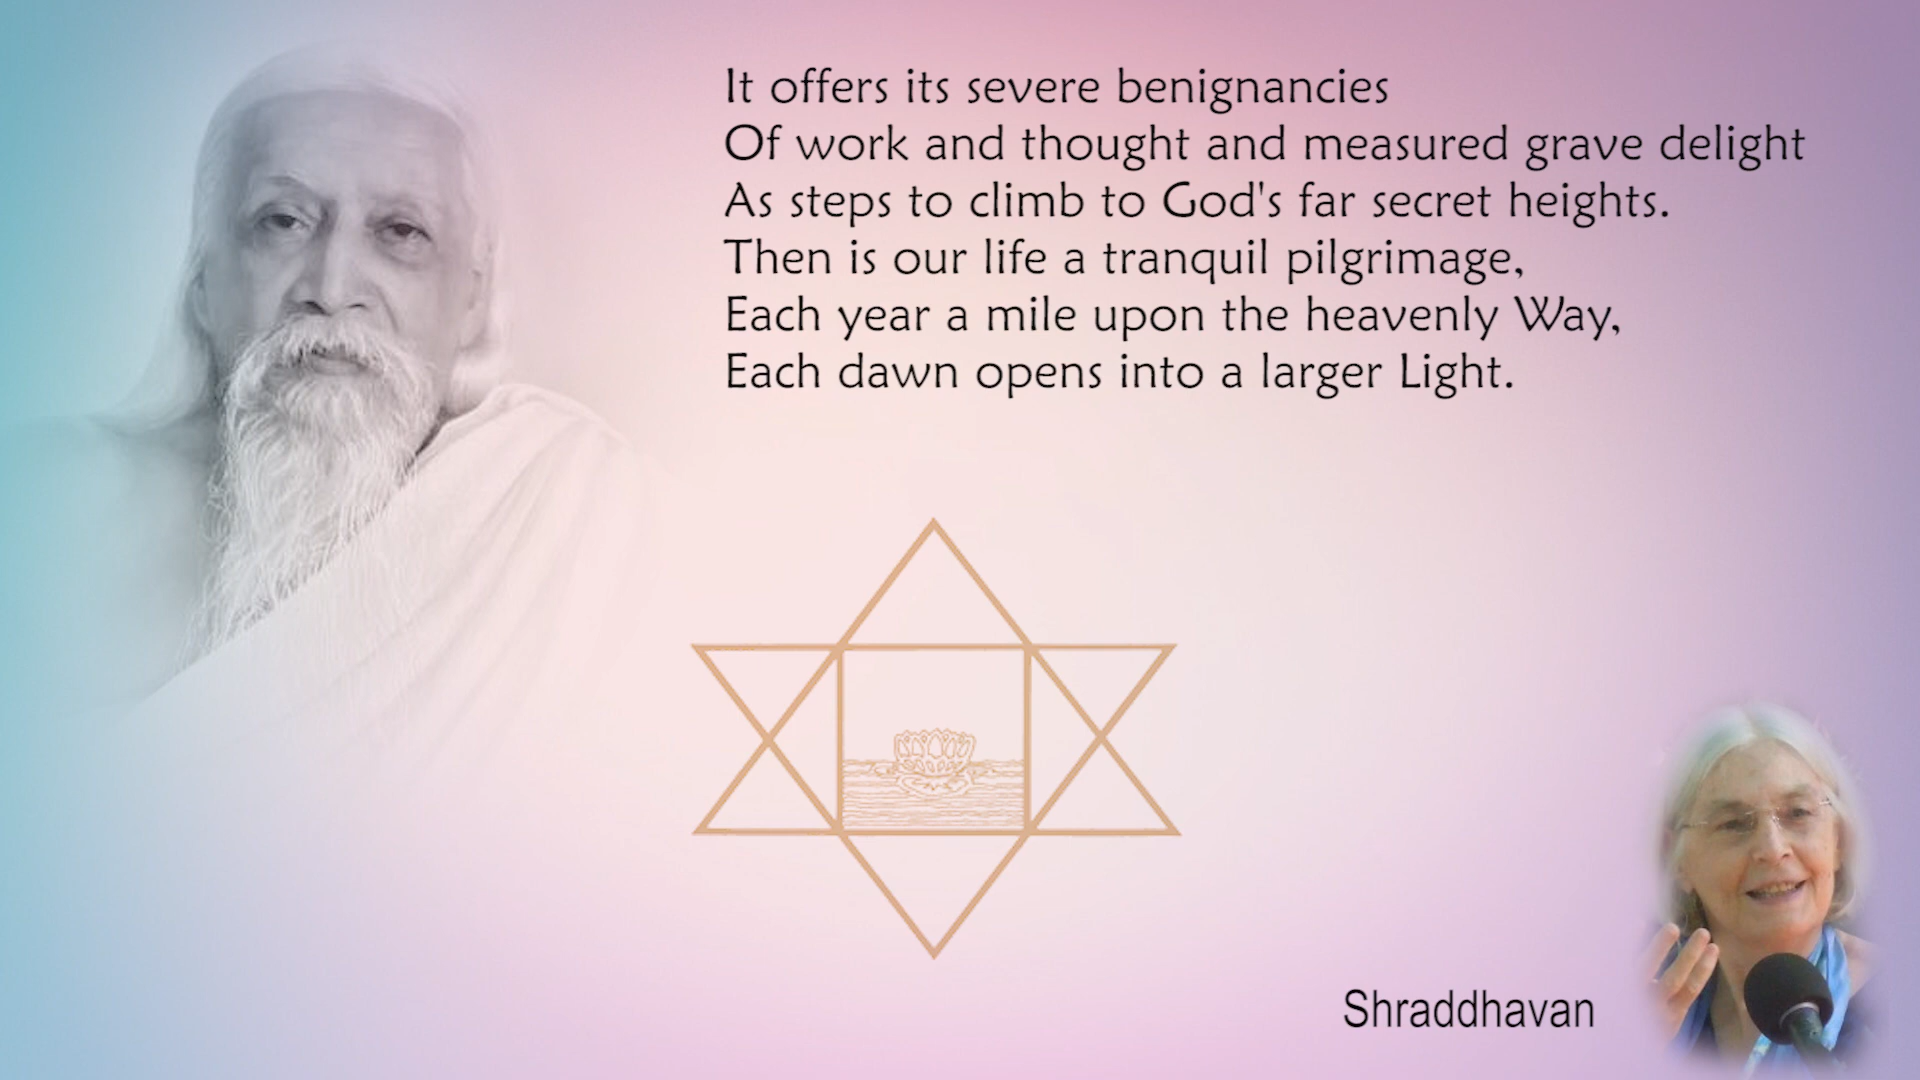 It offers its severe benignancies
Of work and thought and measured grave delight
As steps to climb to God's far secret heights.
Then is our life a tranquil pilgrimage,
Each year a mile upon the heavenly Way,
Each dawn opens into a larger Light.
Shraddhavan